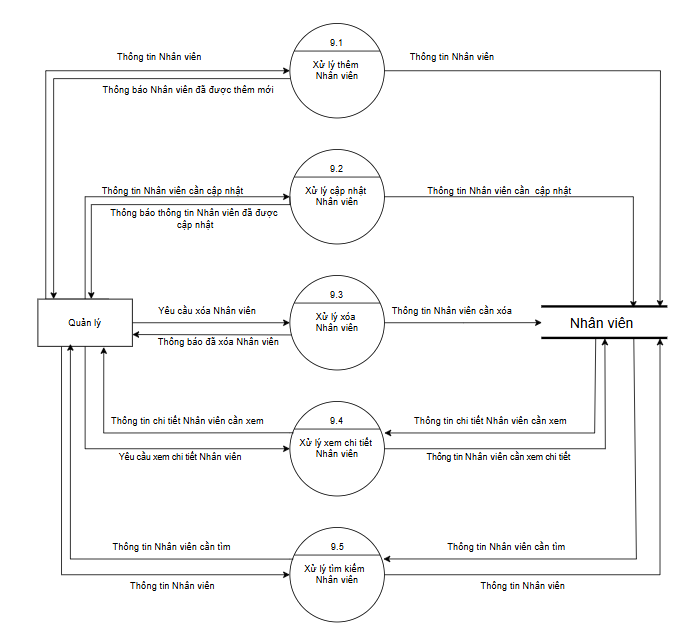 9.1
Thông tin Nhân viên
Xử lý thêm
Nhân viên
Thông tin Nhân viên
Thông báo Nhân viên đã được thêm mới
9.2
Xử lý cập nhật
Nhân viên
Thông tin Nhân viên cần cập nhật
Thông tin Nhân viên cần cập nhật
Thông báo thông tin Nhân viên đã được
cập nhật
9.3
Yêu cầu xóa Nhân viên
Xử lý xóa
Nhân viên
Thông tin Nhân viên cần xóa
Quản lý
Nhân viên
Thông báo đã xóa Nhân viên
9.4
Thông tin chi tiết Nhân viên cần xem
Thông tin chi tiết Nhân viên cần xem
Xử lý xem chi tiết
Nhân viên
Yêu cầu xem chi tiết Nhân viên
Thông tin Nhân viên cần xem chi tiết
9.5
Thông tin Nhân viên cần tìm
Thông tin Nhân viên cần tìm
Xử lý tìm kiếm
Nhân viên
Thông tin Nhân viên
Thông tin Nhân viên